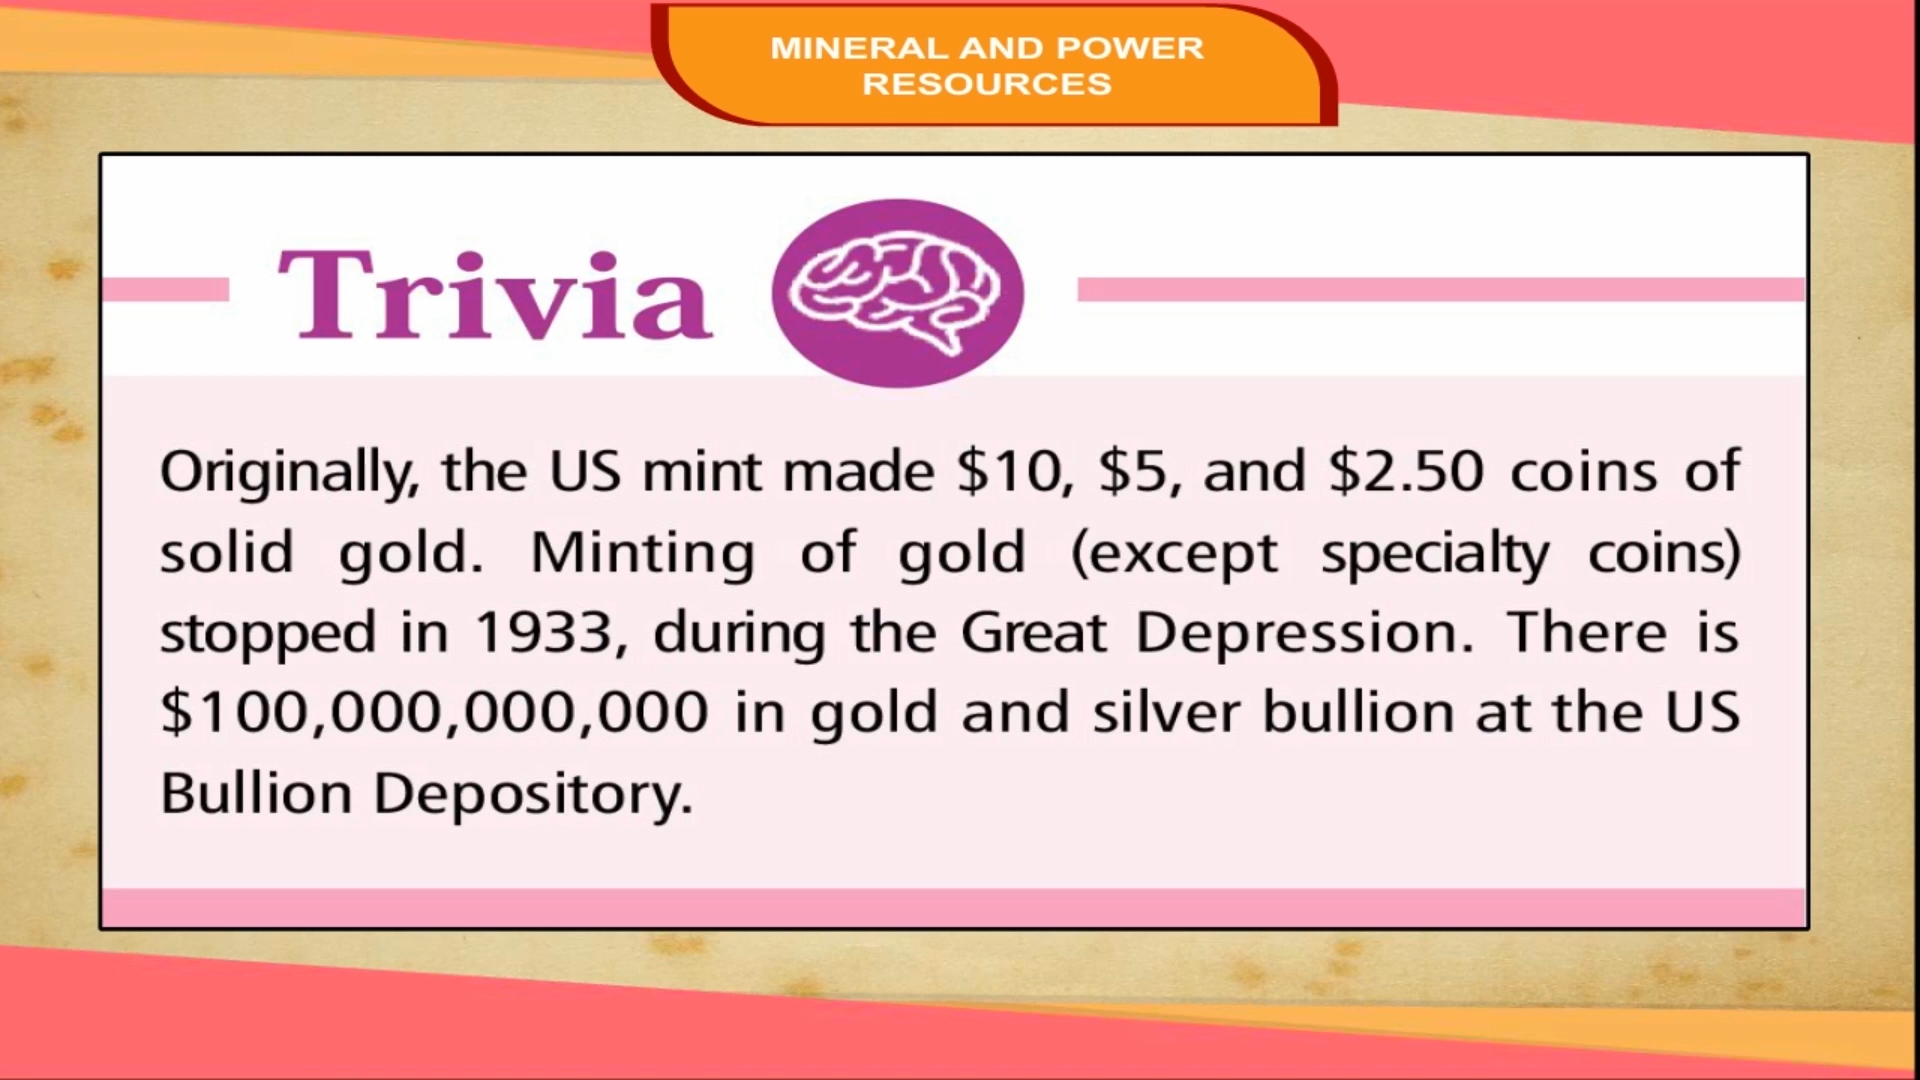 MINERAL AND POWER
RESOURCES
Trivia
Originally, the US mint made $10, $5, and $2.50 coins of
solid gold. Minting of gold (except specialty coins)
stopped in 1933, during the Great Depression. There is
$100,000,000,000 in gold and silver bullion at the US
Bullion Depository.